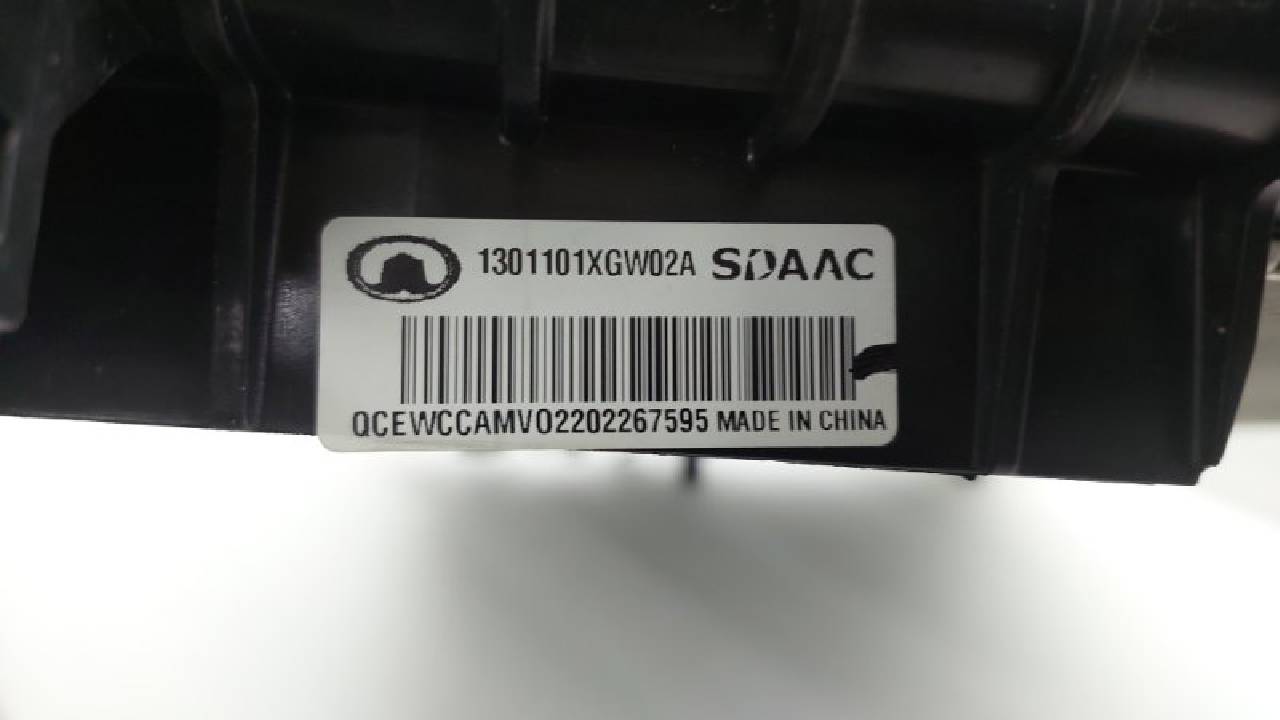 1301101XGW02A SDAAC
QCEWCCAMV02202267595 MADE IN CHINA